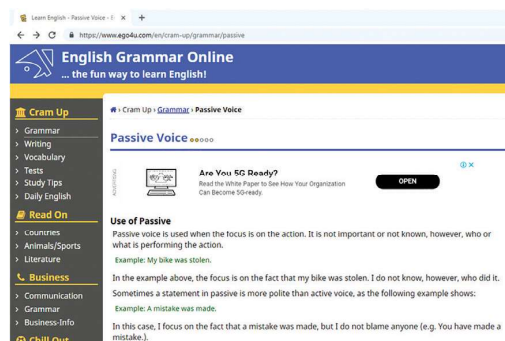 Learn English - Passive Voice - E
https://www.ego4u.com/en/cram-up/grammar/passive
English Grammar Online
... the fun way to learn English!
Cram Up
Grammar
Writing
Vocabulary
Tests
Study Tips
Daily English
Read On
Countries
Animals/Sports
Literature
Business
Communication
Grammar
Business-Info
Chill Out
› Cram Up › Grammar › Passive Voice
Passive Voice
ADVERTISING
Are You 5G Ready?
Read the White Paper to See How Your Organization
Can Become 5G-ready.
OPEN
Use of Passive
Passive voice is used when the focus is on the action. It is not important or not known, however, who or
what is performing the action.
Example: My bike was stolen.
In the example above, the focus is on the fact that my bike was stolen. I do not know, however, who did it.
Sometimes a statement in passive is more polite than active voice, as the following example shows:
Example: A mistake was made.
In this case, I focus on the fact that a mistake was made, but I do not blame anyone (e.g. You have made a
mistake.).